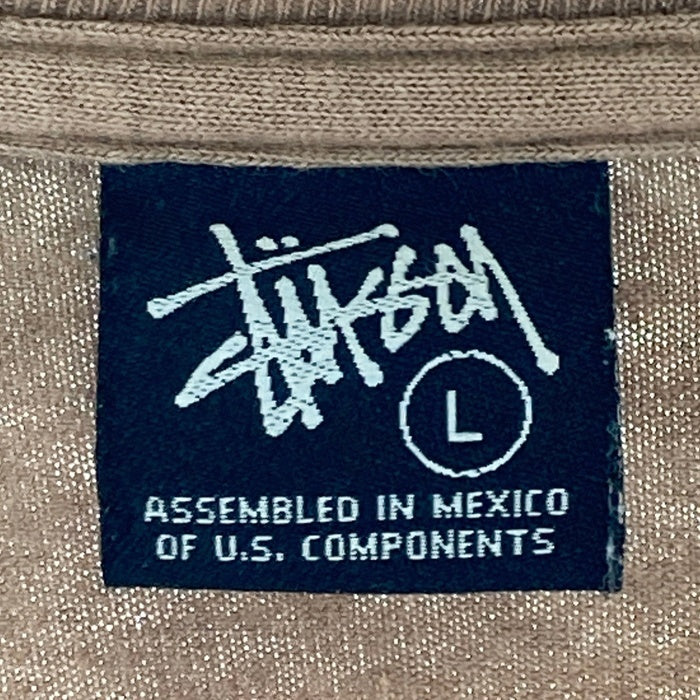 Stüssy
L
ASSEMBLED IN MEXICO
OF U.S. COMPONENTS